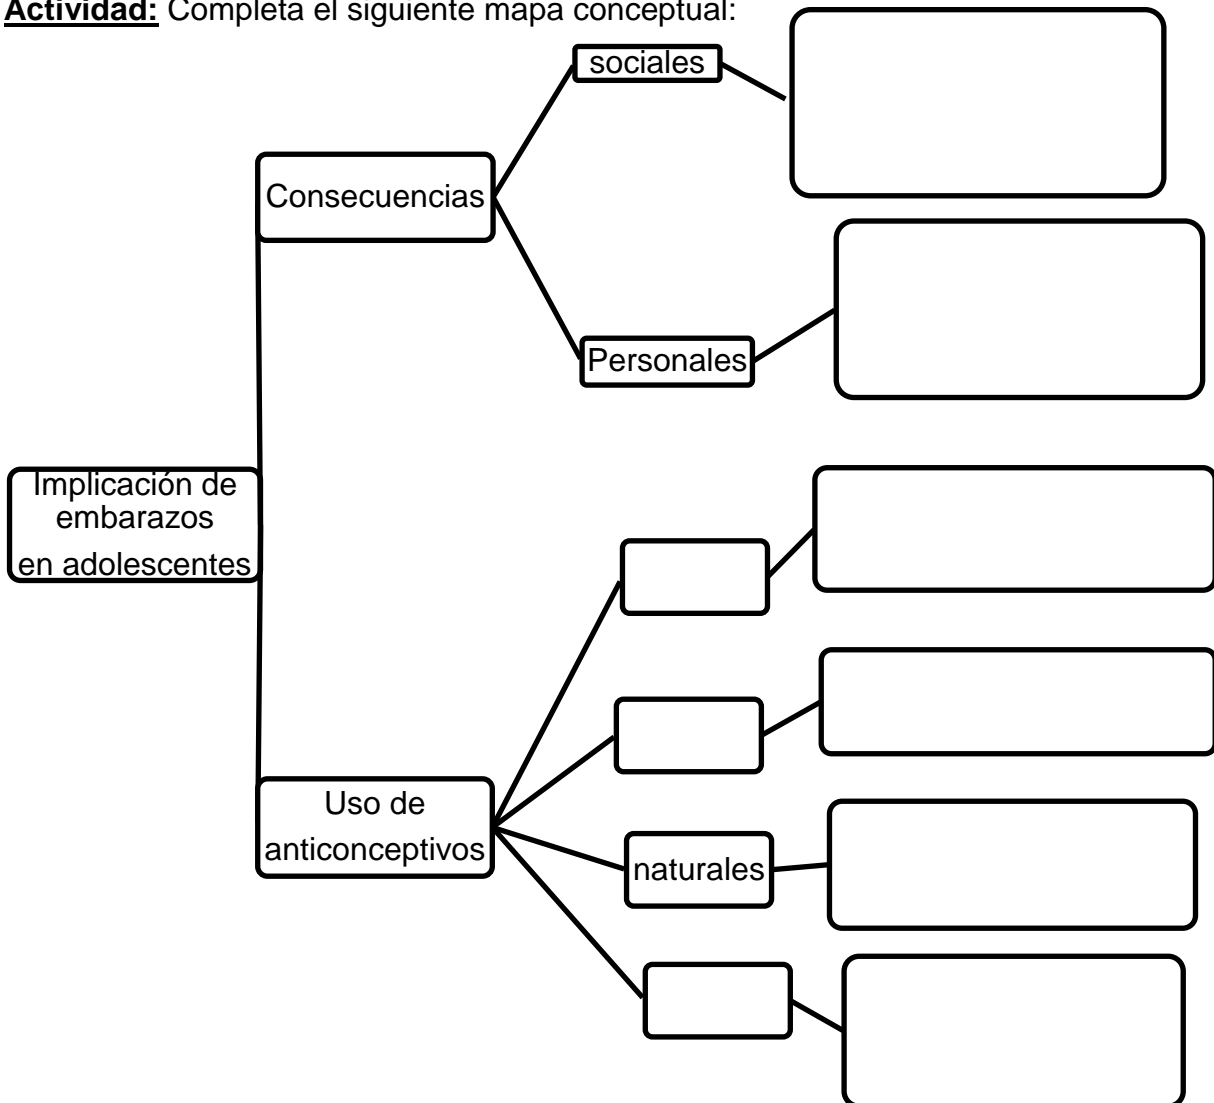 Actividad: Completa el siguiente mapa conceptual:
sociales
Consecuencias
Personales
Implicación de
embarazos
en adolescentes
Uso de
anticonceptivos
naturales